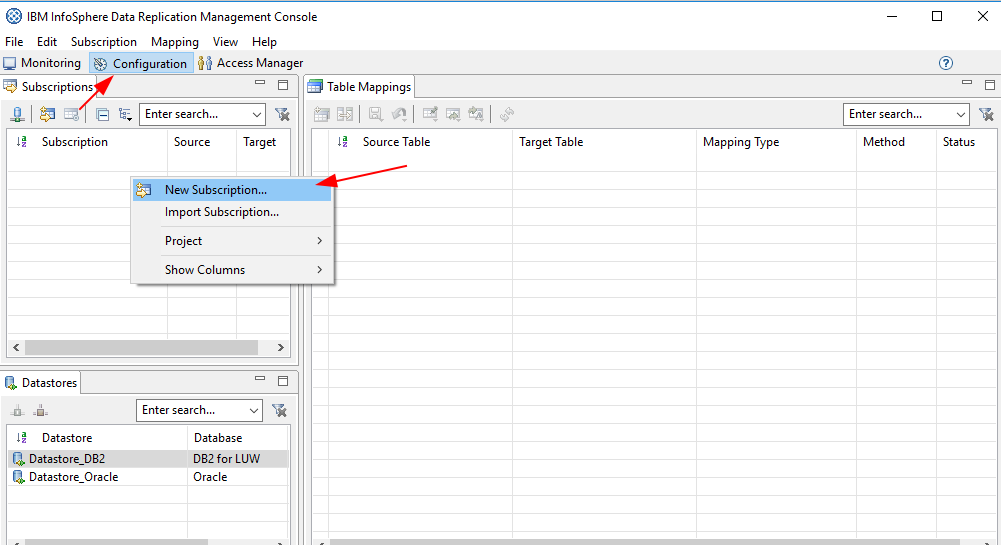 IBM InfoSphere Data Replication Management Console
File Edit Subscription Mapping View Help
Monitoring Configuration Access Manager
Subscriptions
Enter search...
Subscription Source Target
New Subscription...
Import Subscription...
Project
Show Columns
Datastores
Enter search...
Datastore Database
Datastore_DB2 DB2 for LUW
Datastore_Oracle Oracle
Table Mappings
Enter search...
Source Table Target Table Mapping Type Method Status